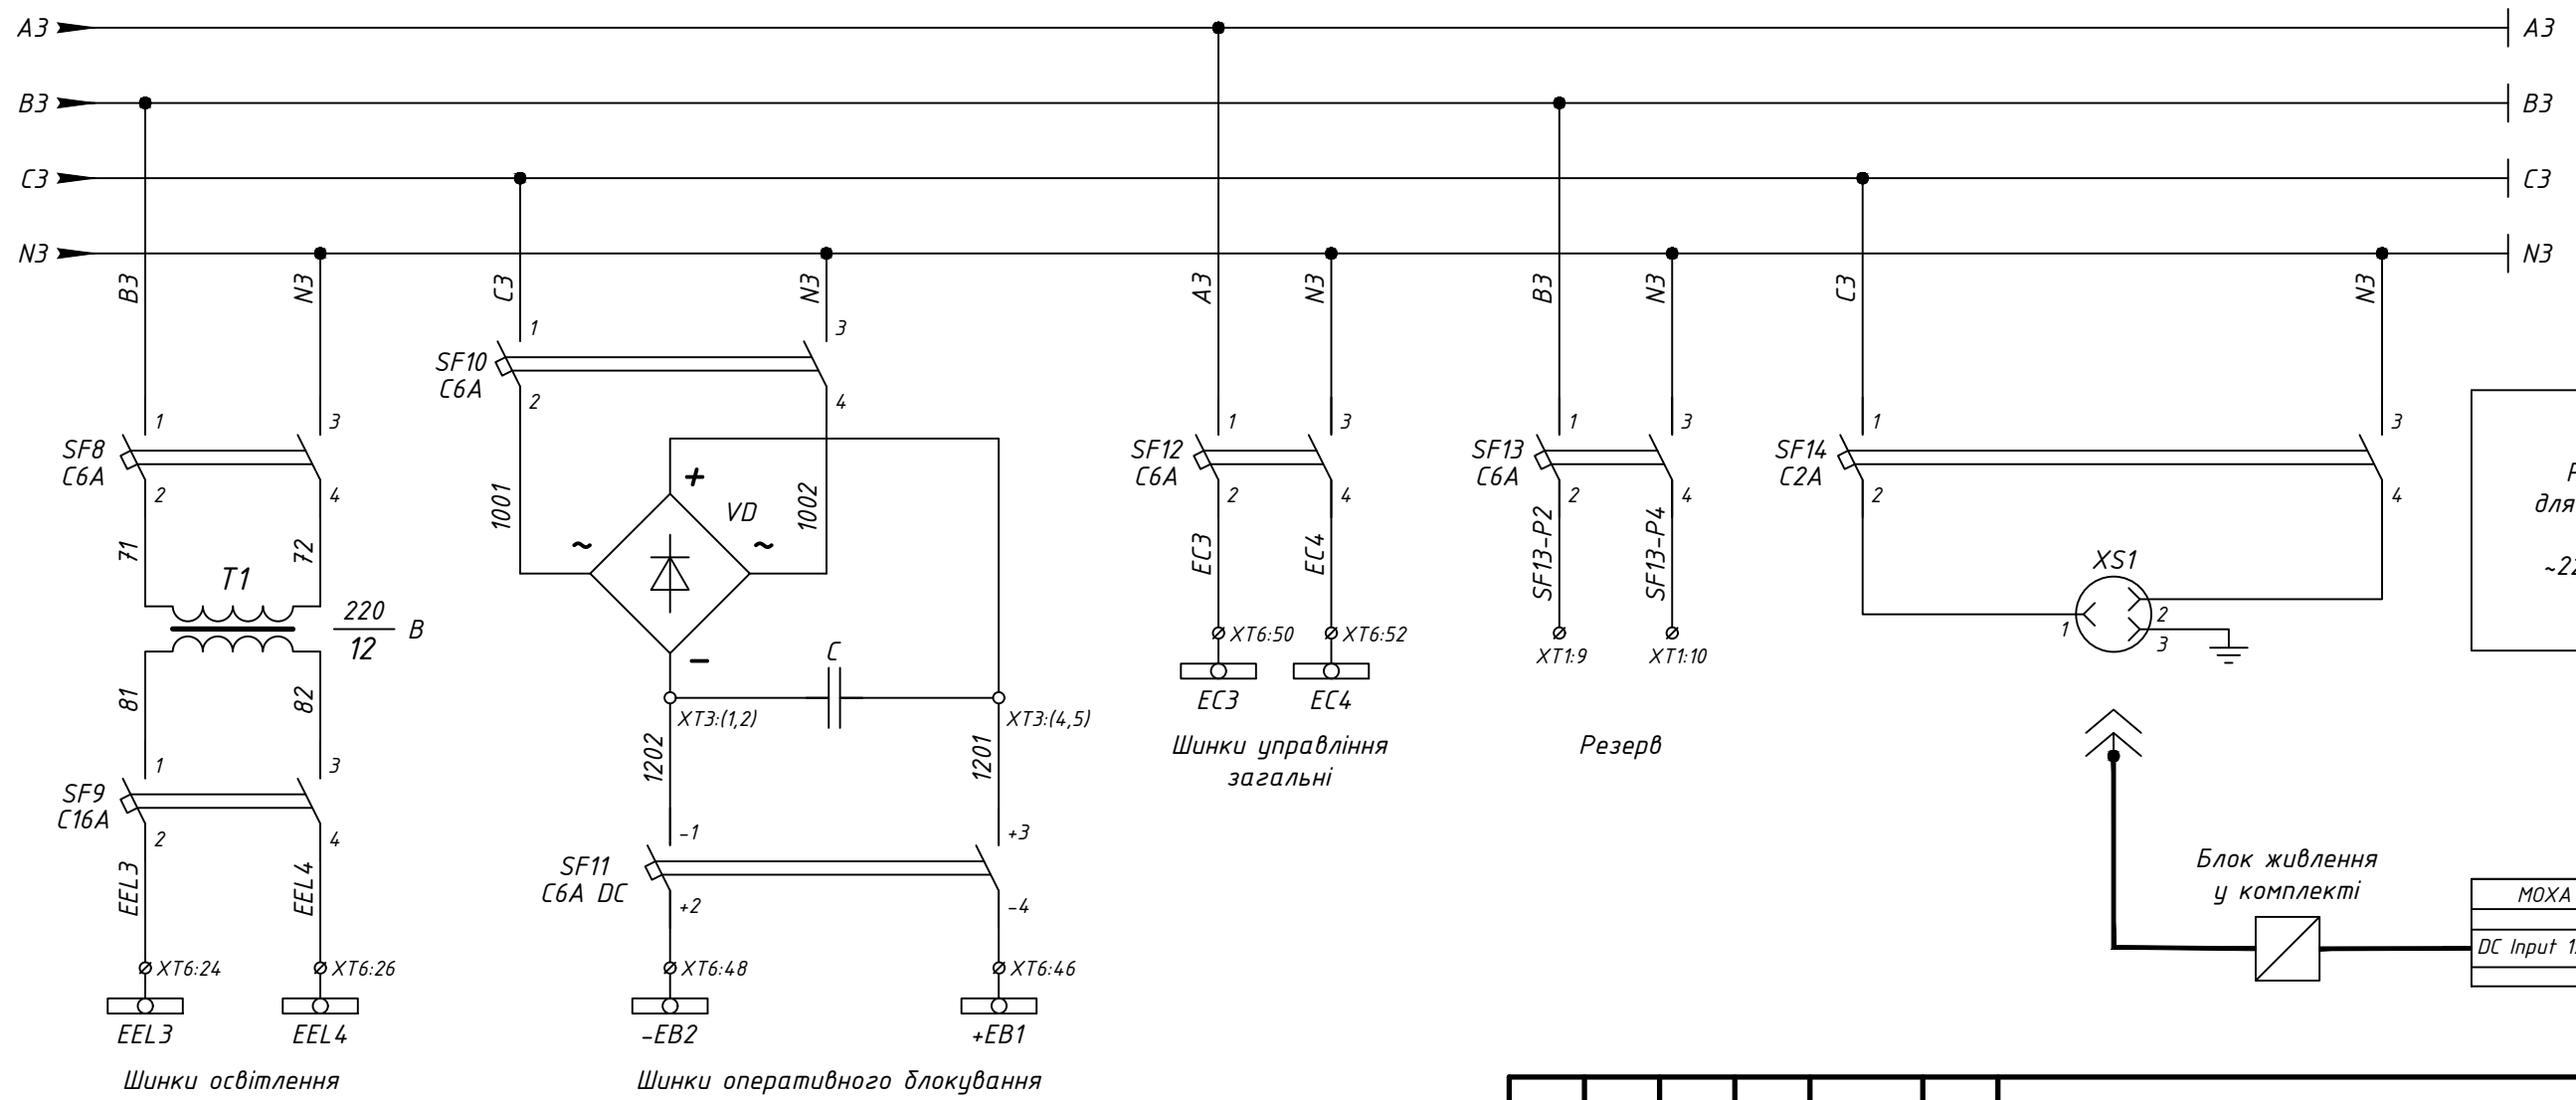 A3
A3
B3
B3
C3
C3
N3
N3
B3
N3
C3
N3
A3
N3
B3
N3
C3
N3
1
3
SF10
C6A
2
4
1
3
SF8
C6A
2
4
1
3
SF12
C6A
2
4
1
3
SF13
C6A
2
4
1
3
SF14
C2A
2
4
для
~22
71
72
T1
220
12
В
1001
1002
+
VD
~
~
–
C
XT3:(1,2)
XT3:(4,5)
EC3
EC4
XT6:50
XT6:52
EC3
EC4
Шинки управління
загальні
SF13-P2
SF13-P4
XT1:9
XT1:10
Резерв
XS1
1
2
3
81
82
1
3
SF9
C16A
2
4
EEL3
EEL4
XT6:24
XT6:26
EEL3
EEL4
Шинки освітлення
1202
1201
-1
+3
SF11
C6A DC
+2
-4
XT6:48
XT6:46
-EB2
+EB1
Шинки оперативного блокування
Блок живлення
у комплекті
MOXA
DC Input 1